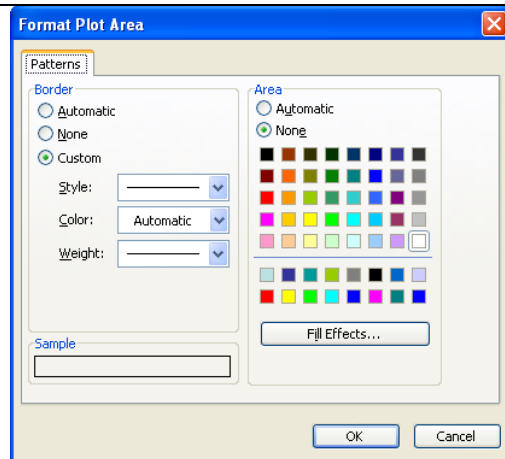 Format Plot Area
Patterns
Border
Automatic
None
Custom
Style:
Color:
Automatic
Weight:
Sample
Area
Automatic
None
Fill Effects...
OK
Cancel